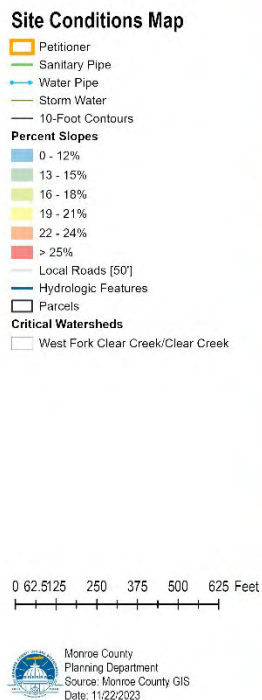 Site Conditions Map
Petitioner
Sanitary Pipe
Water Pipe
Storm Water
10-Foot Contours
Percent Slopes
0 - 12%
13 - 15%
16 - 18%
19 - 21%
22 - 24%
> 25%
Local Roads [50']
Hydrologic Features
Parcels
Critical Watersheds
West Fork Clear Creek/Clear Creek
0 62.5125 250 375 500 625 Feet
Monroe County
Planning Department
Source: Monroe County GIS
Date: 11/22/2023